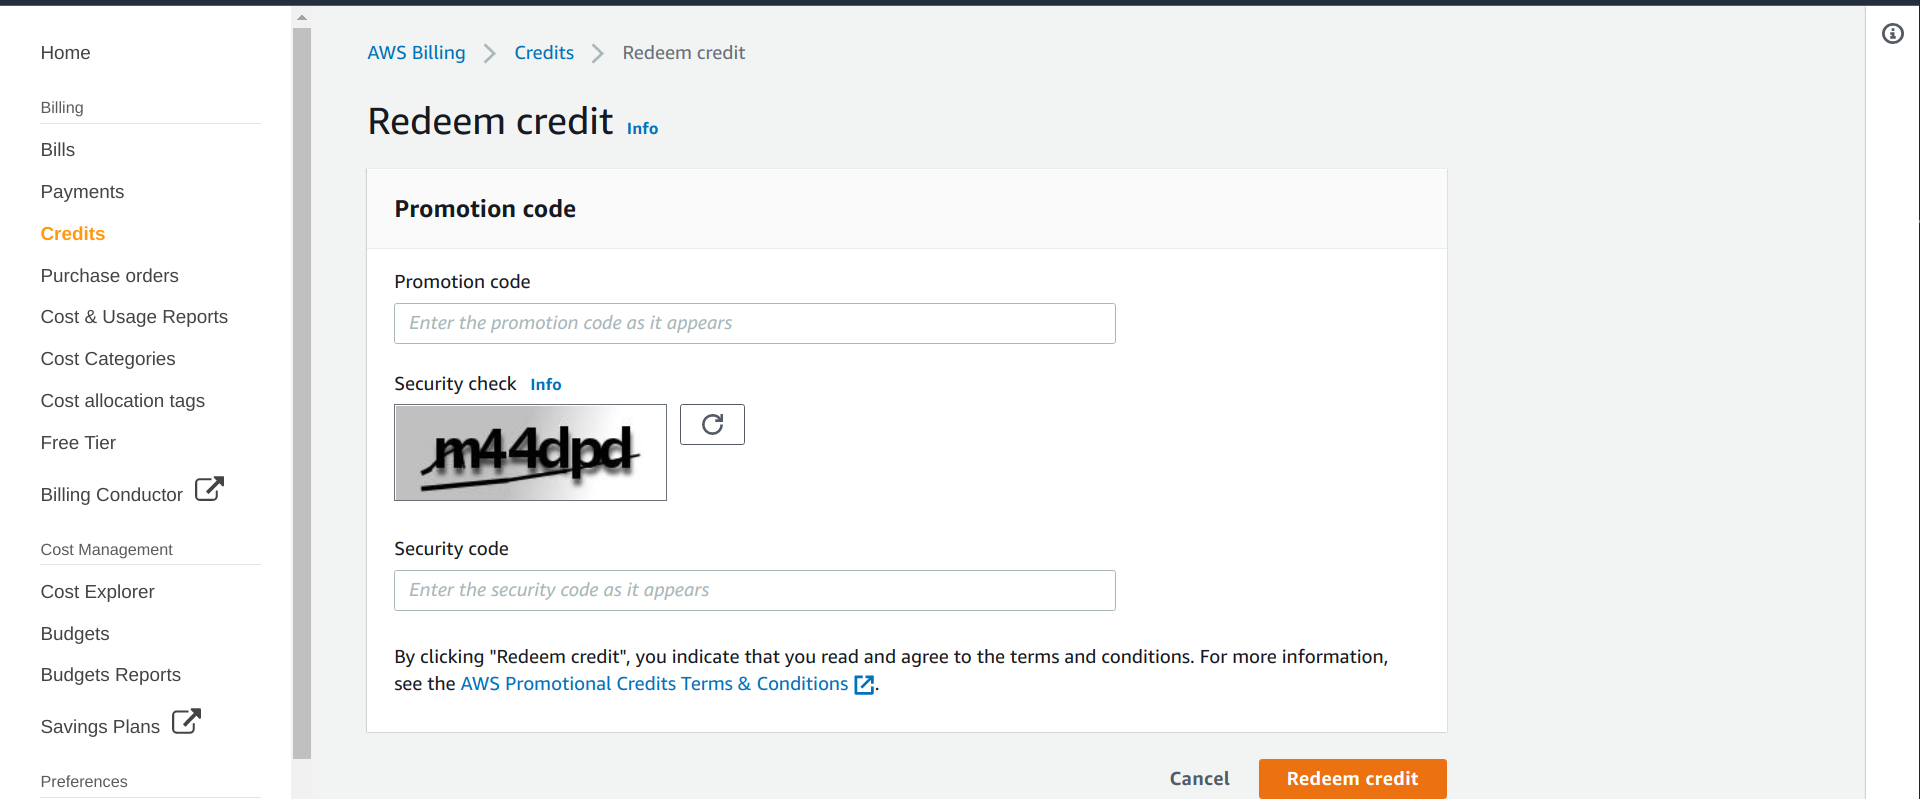 Home
Billing
Bills
Payments
Credits
Purchase orders
Cost & Usage Reports
Cost Categories
Cost allocation tags
Free Tier
Billing Conductor
Cost Management
Cost Explorer
Budgets
Budgets Reports
Savings Plans
Preferences
AWS Billing > Credits > Redeem credit
Redeem credit Info
Promotion code
Promotion code
Enter the promotion code as it appears
Security check Info
m44dpd
Security code
Enter the security code as it appears
By clicking "Redeem credit", you indicate that you read and agree to the terms and conditions. For more information,
see the AWS Promotional Credits Terms & Conditions.
Cancel Redeem credit